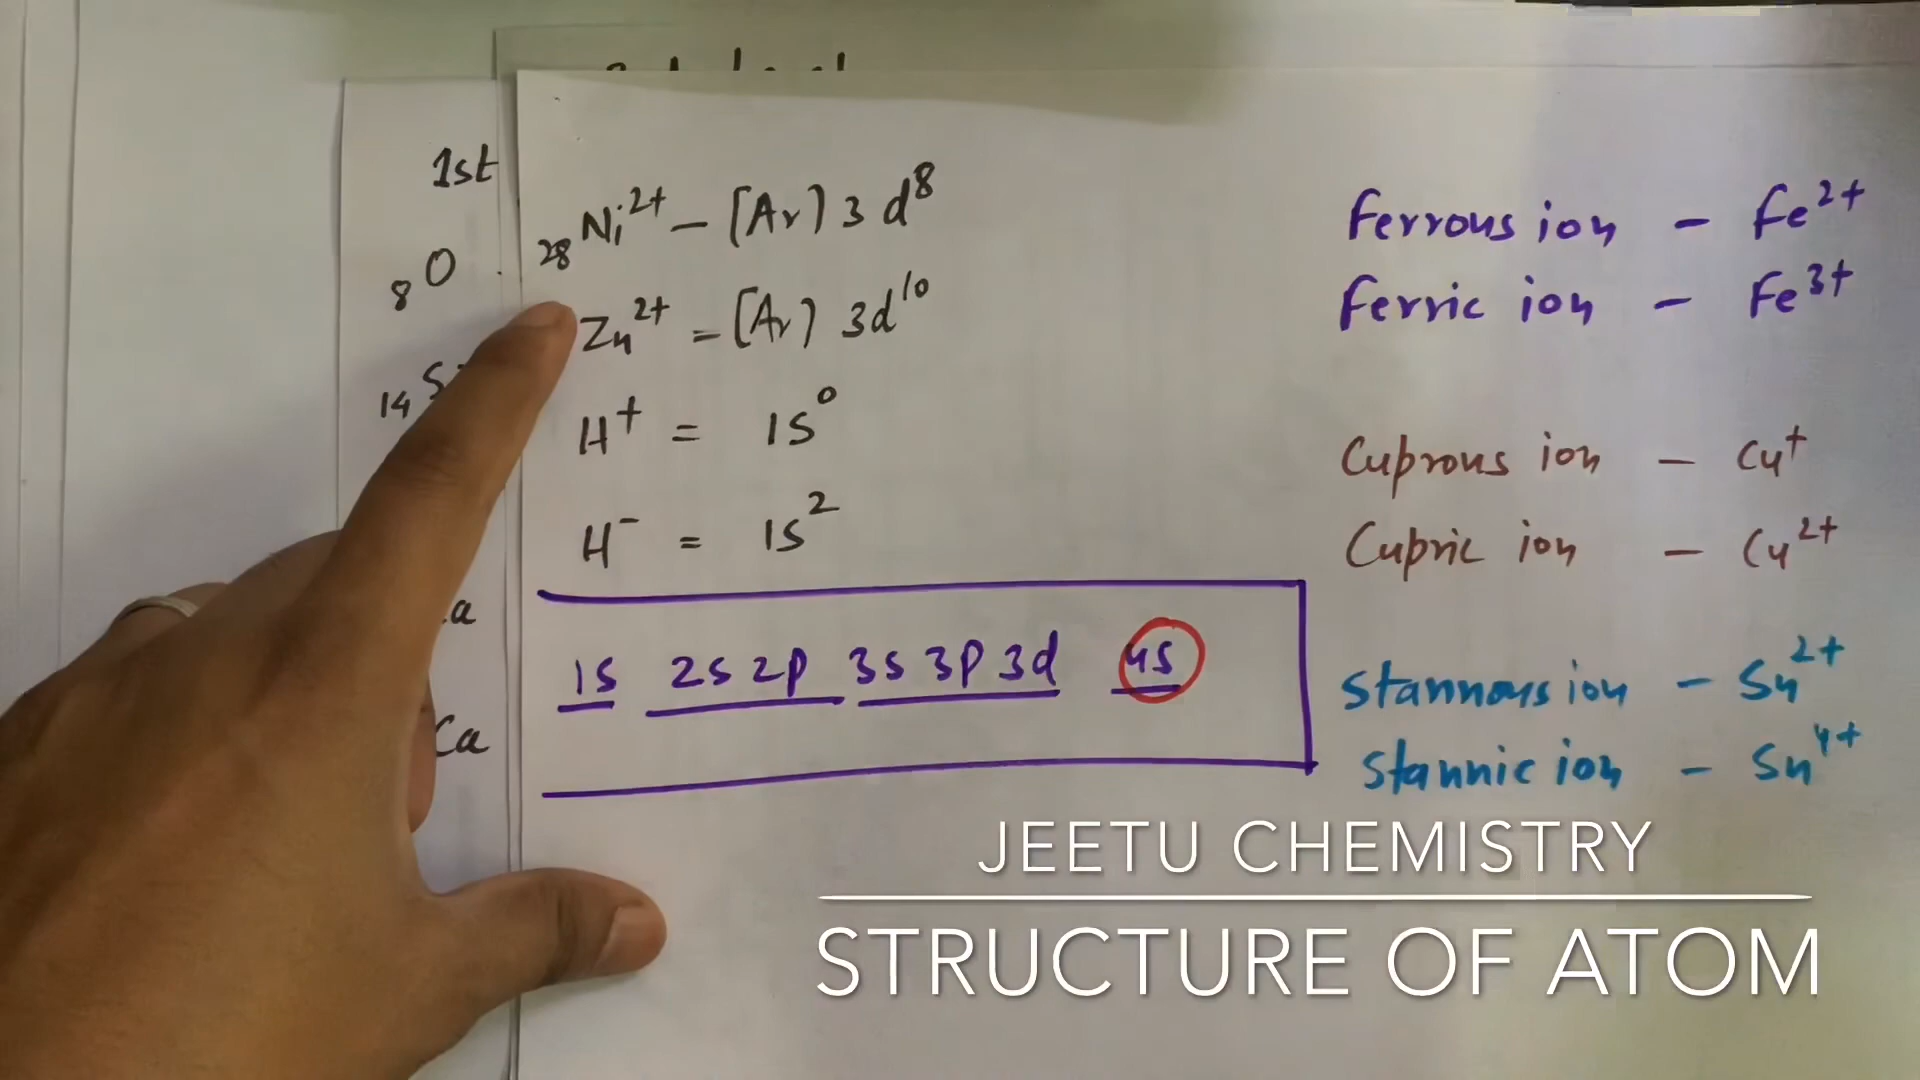 1st
8O
14S
a
Ca
28Ni2+ - [Ar] 3d8
Zn2+ = [Ar] 3d10
H+ = 1s0
H- = 1s2
1s 2s 2p 3s 3p 3d 4s
Ferrous ion - Fe2+
Ferric ion - Fe3+
Cuprous ion - Cu+
Cupric ion - Cu2+
Stannous ion - Sn2+
Stannic ion - Sn4+
JEETU CHEMISTRY
STRUCTURE OF ATOM